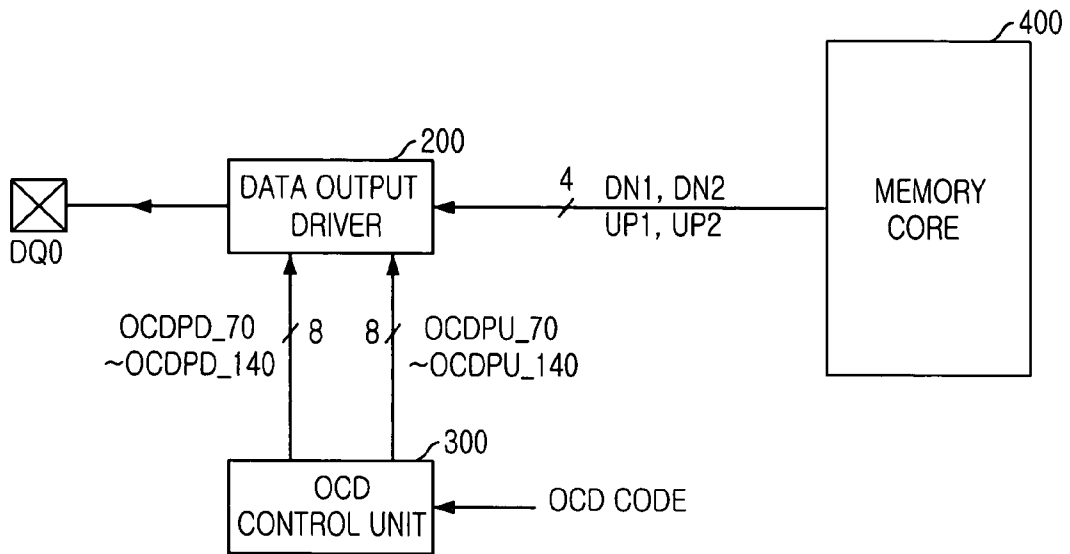 400
200
DATA OUTPUT
DRIVER
4
DN1, DN2
UP1, UP2
MEMORY
CORE
DQ0
OCDPD_70
~OCDPD_140
8
8
OCDPU_70
~OCDPU_140
300
OCD
CONTROL UNIT
OCD CODE